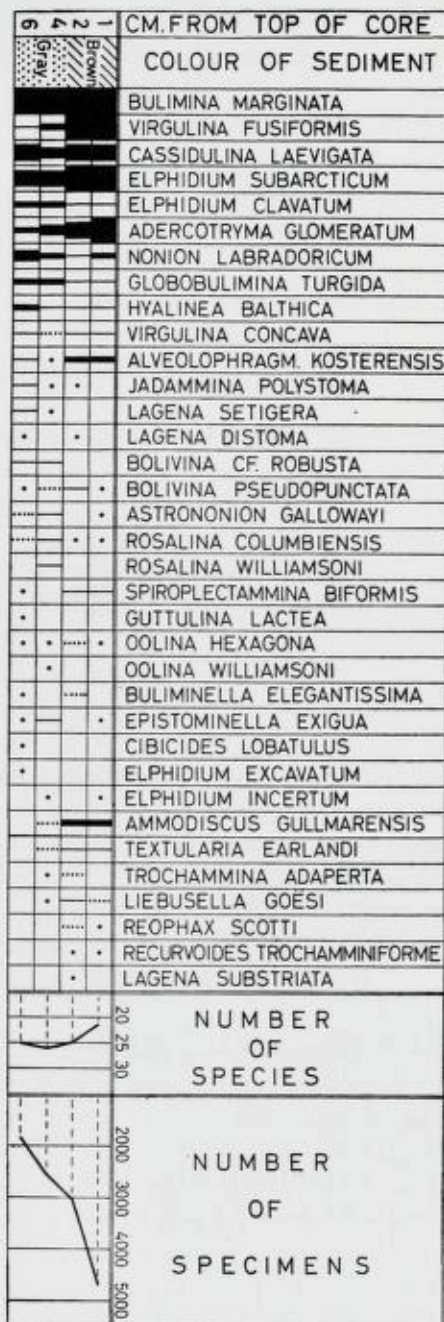 6 4 2 1 CM. FROM TOP OF CORE
Gray Brown COLOUR OF SEDIMENT
BULIMINA MARGINATA
VIRGULINA FUSIFORMIS
CASSIDULINA LAEVIGATA
ELPHIDIUM SUBARCTICUM
ELPHIDIUM CLAVATUM
ADERCOTRYMA GLOMERATUM
NONION LABRADORICUM
GLOBOBULIMINA TURGIDA
HYALINEA BALTHICA
VIRGULINA CONCAVA
ALVEOLOPHRAGM. KOSTERENSIS
JADAMMINA POLYSTOMA
LAGENA SETIGERA
LAGENA DISTOMA
BOLIVINA CF. ROBUSTA
BOLIVINA PSEUDOPUNCTATA
ASTRONONION GALLOWAYI
ROSALINA COLUMBIENSIS
ROSALINA WILLIAMSONI
SPIROPLECTAMMINA BIFORMIS
GUTTULINA LACTEA
OOLINA HEXAGONA
OOLINA WILLIAMSONI
BULIMINELLA ELEGANTISSIMA
EPISTOMINELLA EXIGUA
CIBICIDES LOBATULUS
ELPHIDIUM EXCAVATUM
ELPHIDIUM INCERTUM
AMMODISCUS GULLMARENSIS
TEXTULARIA EARLANDI
TROCHAMMINA ADAPERTA
LIEBUSELLA GOËSI
REOPHAX SCOTTI
RECURVOIDES TROCHAMMINIFORME
LAGENA SUBSTRIATA
20
25
30
NUMBER
OF
SPECIES
2000
3000
4000
5000
NUMBER
OF
SPECIMENS